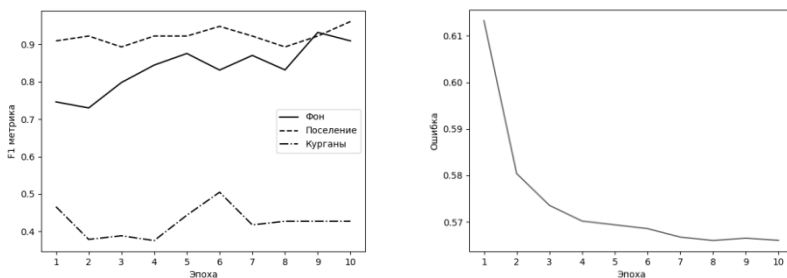 F1 метрика
0.9
0.8
0.7
0.6
0.5
0.4
Фон
Поселение
Курганы
1 2 3 4 5 6 7 8 9 10
Эпоха
Ошибка
0.61
0.60
0.59
0.58
0.57
1 2 3 4 5 6 7 8 9 10
Эпоха